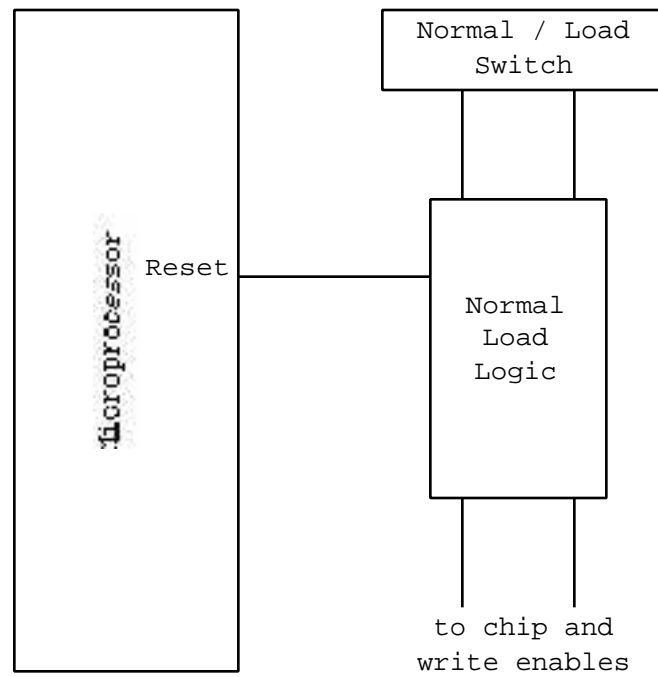 Normal / Load
Switch
Microprocessor
Reset
Normal
Load
Logic
to chip and
write enables